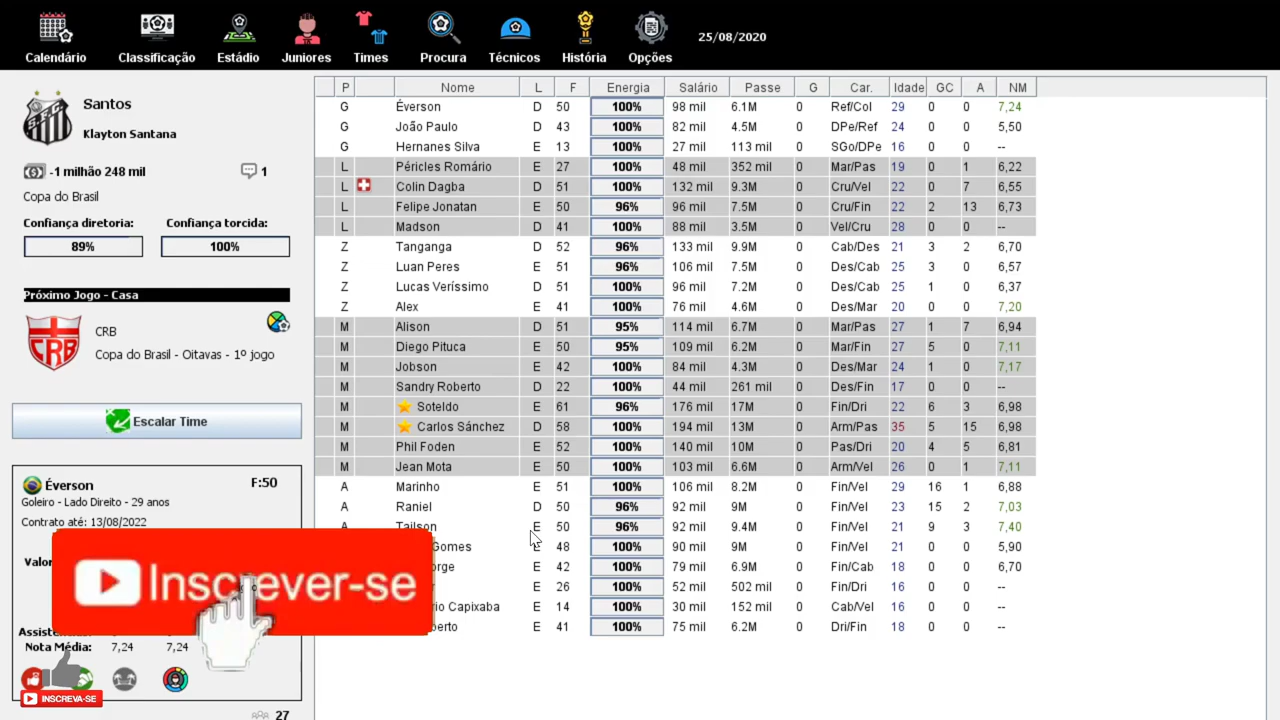 Calendário Classificação Estádio Juniores Times Procura Técnicos História Opções 25/08/2020
Santos
Klayton Santana
-1 milhão 248 mil 1
Copa do Brasil
Confiança diretoria: Confiança torcida:
89% 100%
Próximo Jogo - Casa
CRB
Copa do Brasil - Oitavas - 1º jogo
Escalar Time
Éverson F:50
Goleiro - Lado Direito - 29 anos
Contrato até: 13/08/2022
Valor
Inscrever-se
Assistê
Nota Média: 7,24 7,24
INSCREVA-SE
27
P Nome L F Energia Salário Passe G Car. Idade GC A NM
G Éverson D 50 100% 98 mil 6.1M 0 Ref/Col 29 0 0 7,24
G João Paulo D 43 100% 82 mil 4.5M 0 DPe/Ref 24 0 0 5,50
G Hernanes Silva E 13 100% 27 mil 113 mil 0 SGo/DPe 16 0 0 --
L Péricles Romário E 27 100% 48 mil 352 mil 0 Mar/Pas 19 0 1 6,22
L Colin Dagba D 51 100% 132 mil 9.3M 0 Cru/Vel 22 0 7 6,55
L Felipe Jonatan E 50 96% 96 mil 7.5M 0 Cru/Fin 22 2 13 6,73
L Madson D 41 100% 88 mil 3.5M 0 Vel/Cru 28 0 0 --
Z Tanganga D 52 96% 133 mil 9.9M 0 Cab/Des 21 3 2 6,70
Z Luan Peres E 51 96% 106 mil 7.5M 0 Des/Cab 25 3 0 6,57
Z Lucas Veríssimo E 51 96% 96 mil 7.2M 0 Des/Cab 25 1 0 6,37
Z Alex E 41 100% 76 mil 4.6M 0 Des/Mar 20 0 0 7,20
M Alison D 51 95% 114 mil 6.7M 0 Mar/Pas 27 1 7 6,94
M Diego Pituca E 50 95% 109 mil 6.2M 0 Mar/Fin 27 5 0 7,11
M Jobson E 42 100% 84 mil 4.3M 0 Des/Mar 24 1 0 7,17
M Sandry Roberto D 22 100% 44 mil 261 mil 0 Des/Fin 17 0 0 --
M Soteldo E 61 96% 176 mil 17M 0 Fin/Dri 22 6 3 6,98
M Carlos Sánchez D 58 96% 194 mil 13M 0 Arm/Pas 35 5 15 6,98
M Phil Foden E 52 100% 140 mil 10M 0 Pas/Dri 20 4 5 6,81
M Jean Mota E 50 100% 103 mil 6.6M 0 Arm/Vel 26 0 1 7,11
A Marinho E 51 100% 106 mil 6.2M 0 Fin/Vel 29 16 1 6,88
A Raniel D 50 96% 92 mil 9M 0 Fin/Vel 23 15 2 7,03
A Tailson E 50 96% 92 mil 9.4M 0 Fin/Vel 21 9 3 7,40
Gomes E 48 100% 90 mil 9M 0 Fin/Vel 21 0 0 5,90
orge E 42 100% 79 mil 6.9M 0 Fin/Cab 18 0 0 6,70
E 26 100% 52 mil 502 mil 0 Fin/Dri 16 0 0 --
io Capixaba E 14 100% 30 mil 152 mil 0 Cab/Vel 16 0 0 --
berto E 41 100% 75 mil 6.2M 0 Dri/Fin 18 0 0 --